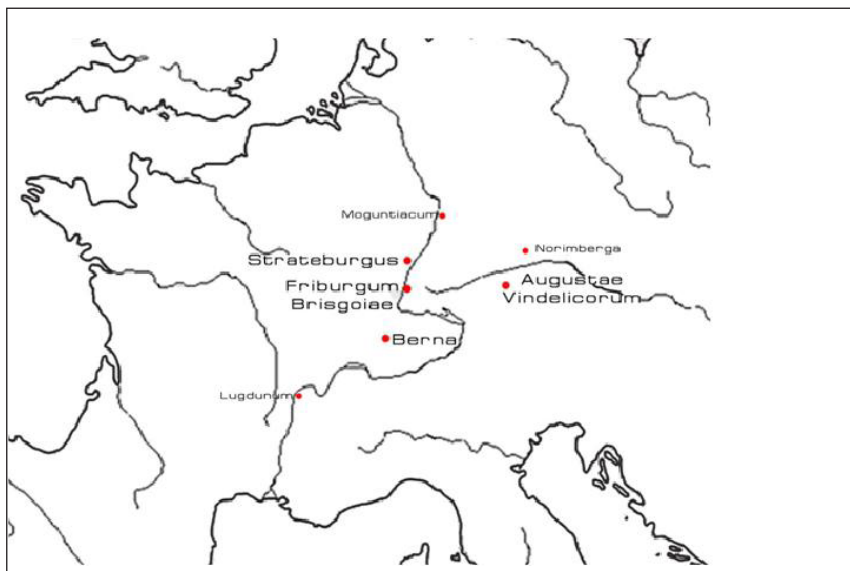 Moguntiacum
Norimberga
Strateburgus
Augustae
Vindelicorum
Friburgum
Brisgoiae
Berna
Lugdunum